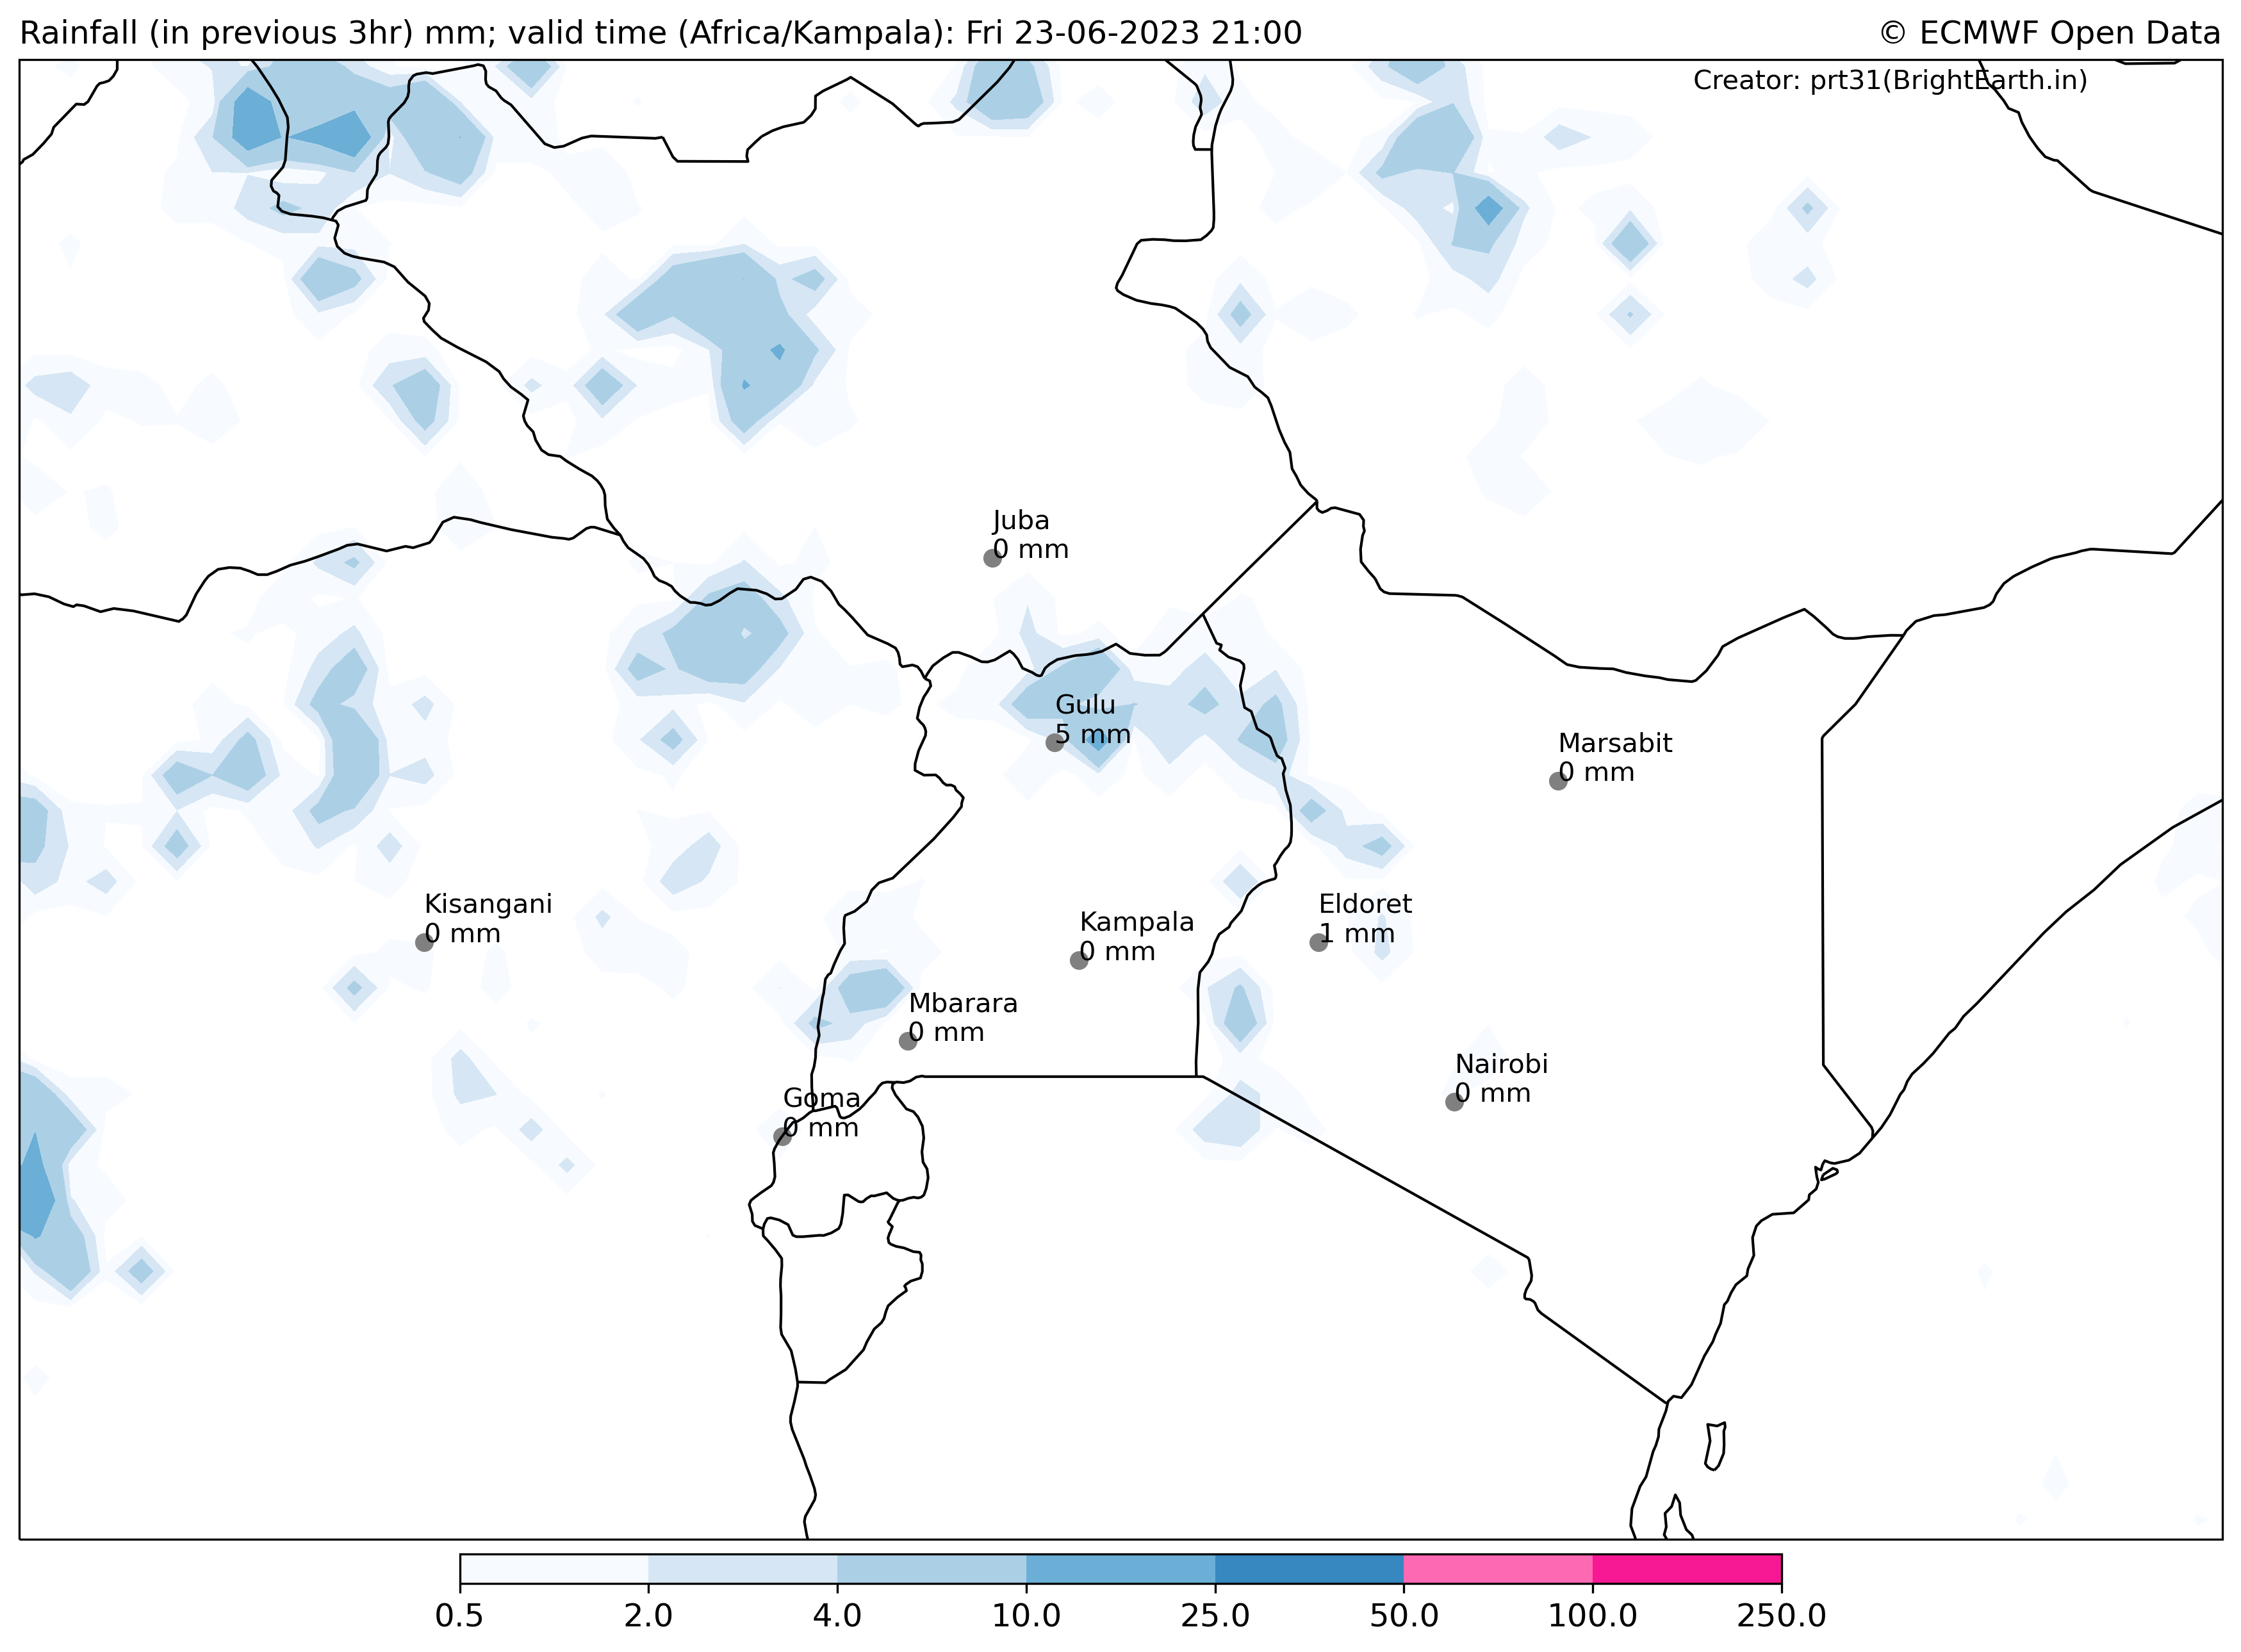 Rainfall (in previous 3hr) mm; valid time (Africa/Kampala): Fri 23-06-2023 21:00
© ECMWF Open Data
Creator: prt31(BrightEarth.in)
Juba
0 mm
Gulu
5 mm
Marsabit
0 mm
Kisangani
0 mm
Kampala
0 mm
Eldoret
1 mm
Mbarara
0 mm
Nairobi
0 mm
Goma
0 mm
0.5 2.0 4.0 10.0 25.0 50.0 100.0 250.0